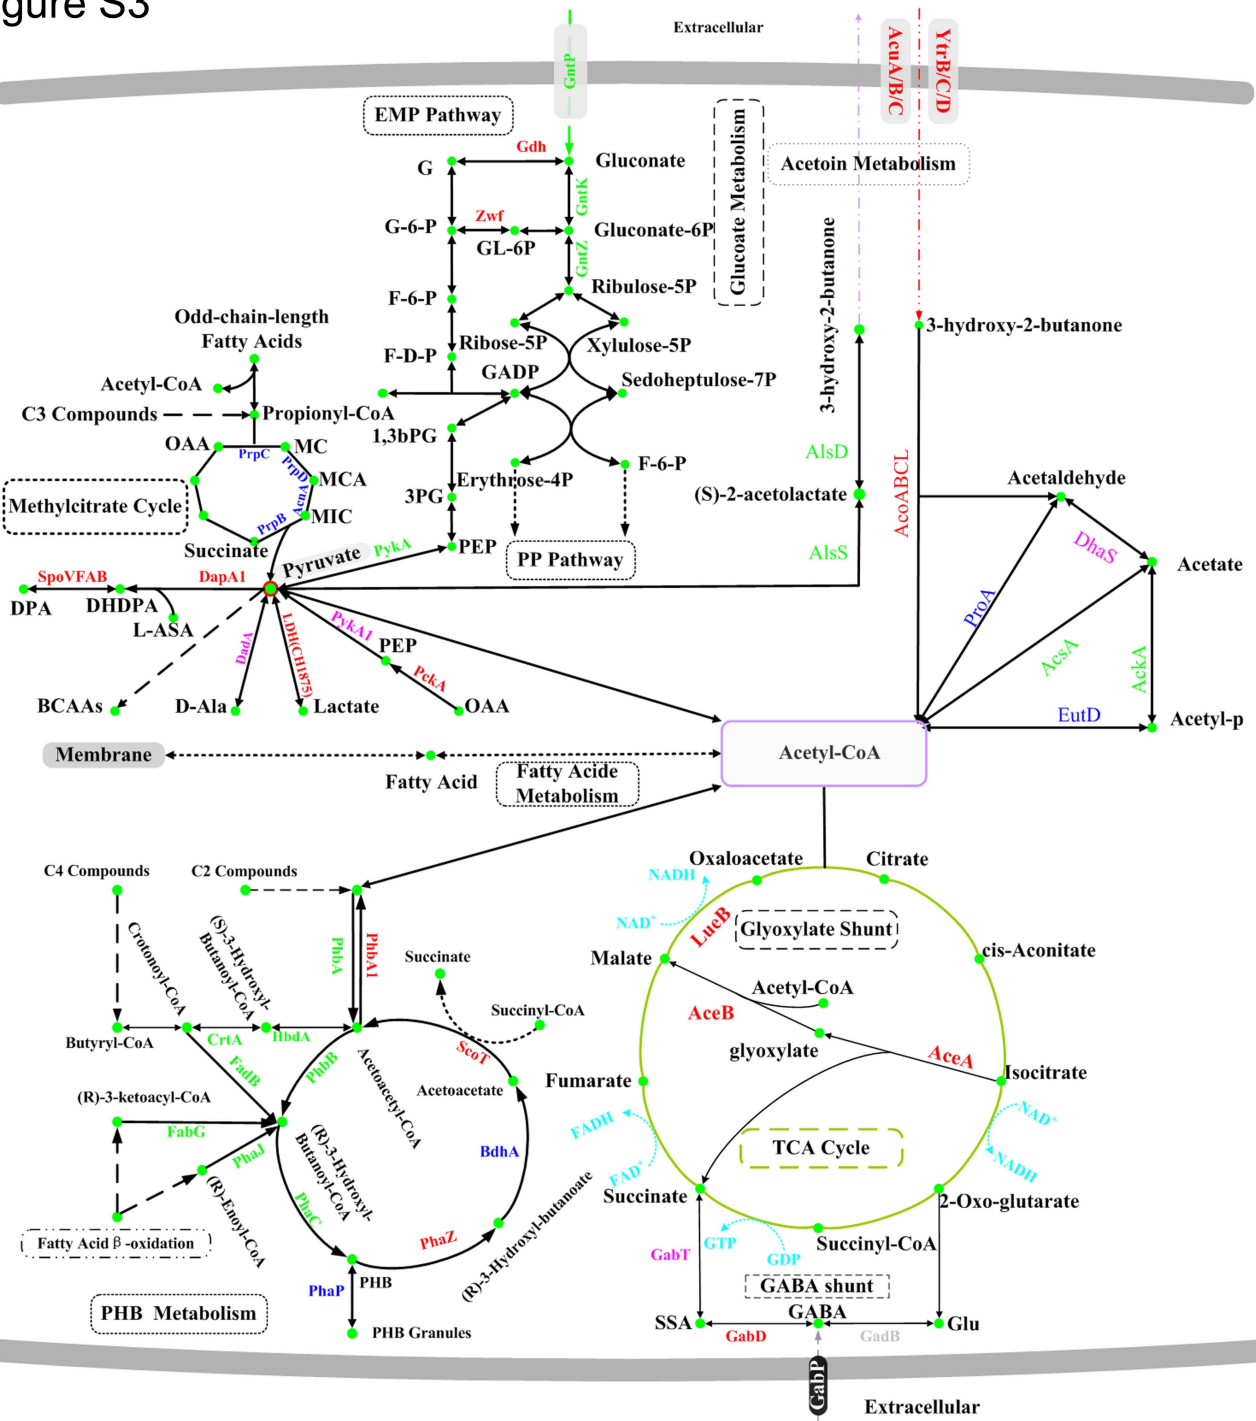 gure S3
Extracellular
GntP
AcuA/B/C
YtrB/C/D
EMP Pathway
Glucoate Metabolism
Acetoin Metabolism
G
Gdh
Gluconate
GntK
G-6-P
Zwf
GL-6P
Gluconate-6P
GntZ
Ribulose-5P
F-6-P
Ribose-5P
Xylulose-5P
F-D-P
GADP
Sedoheptulose-7P
1,3bPG
Erythrose-4P
F-6-P
3PG
PEP
PP Pathway
3-hydroxy-2-butanone
3-hydroxy-2-butanone
AlsD
(S)-2-acetolactate
AlsS
AcoABCL
Acetaldehyde
DhaS
Acetate
ProA
AcsA
AckA
EutD
Acetyl-p
Odd-chain-length
Fatty Acids
Acetyl-CoA
C3 Compounds
Propionyl-CoA
OAA
PrpC
MC
PrpD
MCA
AcnA
MIC
PrpB
Succinate
Methylcitrate Cycle
Pyruvate
PykA
SpoVFAB
DapA1
DPA
DHDPA
L-ASA
DadA
LDH(CH1875)
PykA1
PEP
PckA
BCAAs
D-Ala
Lactate
OAA
Membrane
Fatty Acid
Fatty Acide
Metabolism
Acetyl-CoA
C4 Compounds
C2 Compounds
Crotonoyl-CoA
(S)-3-Hydroxyl-
Butanoyl-CoA
PhbA
PhbA1
Succinate
Succinyl-CoA
Butyryl-CoA
CrtA
HbdA
ScoT
FadB
PhbB
Acetoacetyl-CoA
Acetoacetate
(R)-3-ketoacyl-CoA
FabG
PhaJ
(R)-3-Hydroxyl-
Butanoyl-CoA
BdhA
(R)-Enoyl-CoA
PhaC
(R)-3-Hydroxyl-butanoate
Fatty Acid β-oxidation
PhaZ
PhaP
PHB
PHB Metabolism
PHB Granules
Oxaloacetate
Citrate
NADH
NAD+
LueB
Glyoxylate Shunt
Malate
cis-Aconitate
Acetyl-CoA
AceB
glyoxylate
AceA
Fumarate
Isocitrate
FADH
FAD+
NAD+
NADH
TCA Cycle
Succinate
2-Oxo-glutarate
GabT
GTP
GDP
Succinyl-CoA
GABA shunt
SSA
GabD
GABA
GadB
Glu
GabP
Extracellular